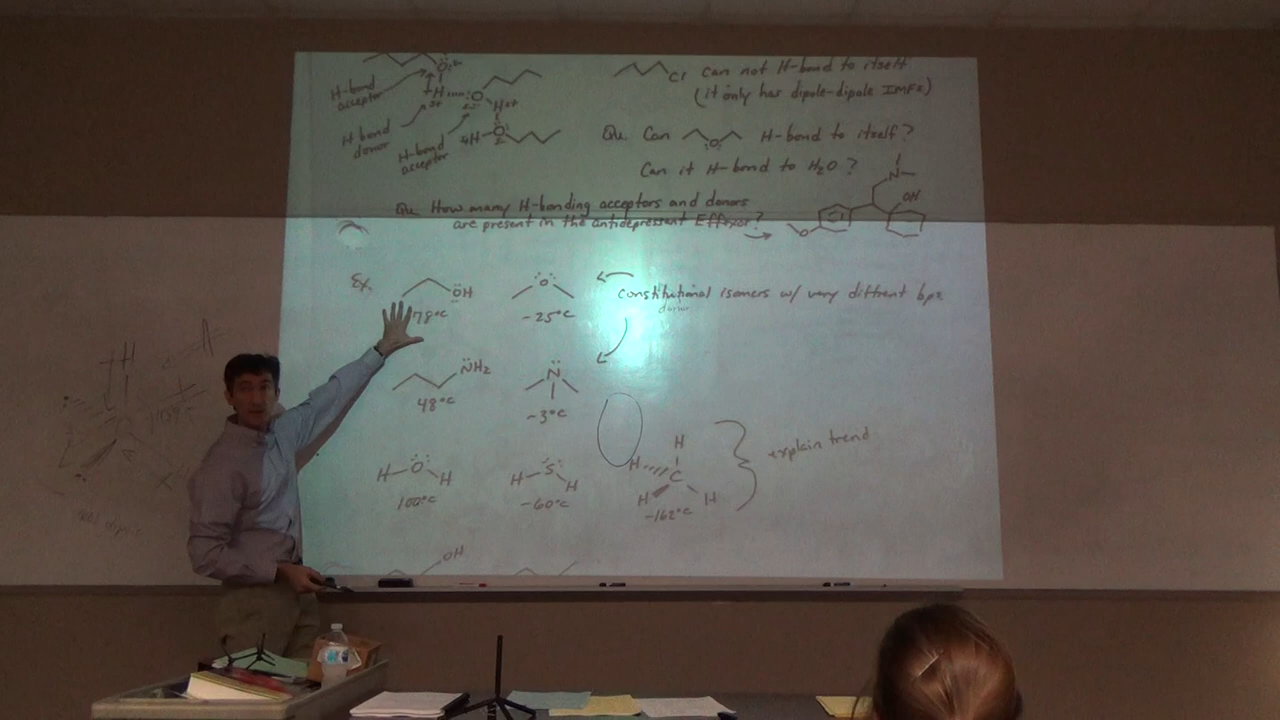 Ö:
H-bond
acceptor
H
δ+
:O
H δ+
H bond
donor
H-bond
acceptor
H-O
Cl can not H-bond to itself
(it only has dipole-dipole IMFs)
Qu. Can O H-bond to itself?
Can it H-bond to H2O?
Qu. How many H-bonding acceptors and donors
are present in the antidepressant Effexor?
N
OH
O
Ex.
OH
78°C
O
-25°C
Constitutional isomers w/ very diffrent bps
donor
NH2
48°C
N
-3°C
H O H
100°C
H S H
-60°C
H
H C
H H
-162°C
explain trend
OH